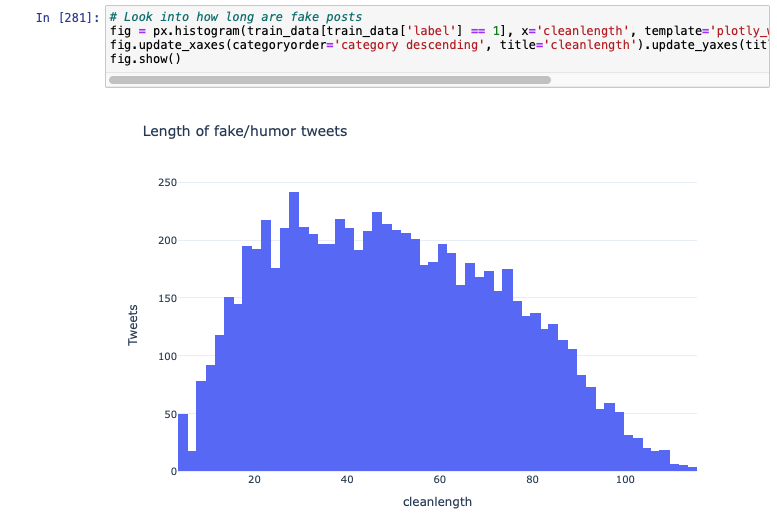 In [281]:
# Look into how long are fake posts
fig = px.histogram(train_data[train_data['label'] == 1], x='cleanlength', template='plotly_w
fig.update_xaxes(categoryorder='category descending', title='cleanlength').update_yaxes(tit
fig.show()
Length of fake/humor tweets
250
200
150
100
50
0
Tweets
20 40 60 80 100
cleanlength